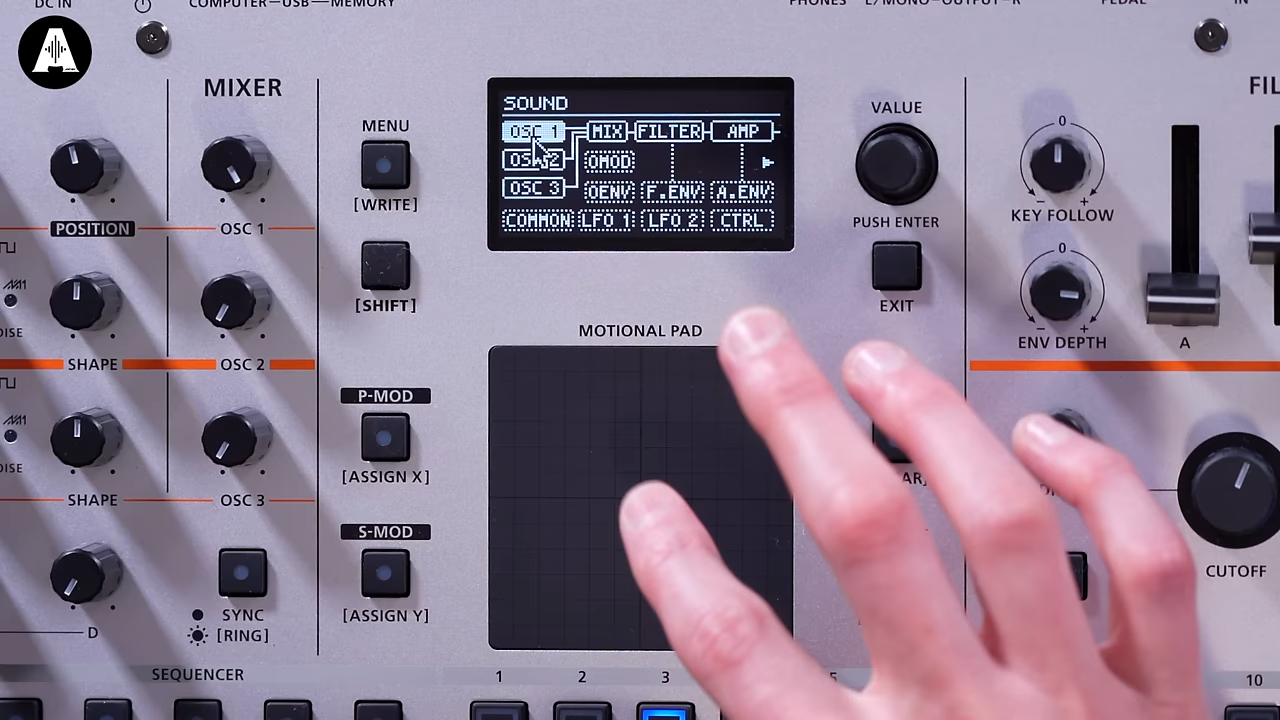 DC IN
COMPUTER-USB-MEMORY
PHONES
L/MONO-OUTPUT-R
PEDAL
IN
MIXER
FIL
MENU
[WRITE]
[SHIFT]
SOUND
OSC 1
MIX
FILTER
AMP
OSC 2
OMOD
OSC 3
OENV
F.ENV
A.ENV
COMMON
LFO 1
LFO 2
CTRL
VALUE
PUSH ENTER
EXIT
0
- +
KEY FOLLOW
0
- +
ENV DEPTH
A
POSITION
OSC 1
SHAPE
OSC 2
SHAPE
OSC 3
MOTIONAL PAD
P-MOD
[ASSIGN X]
S-MOD
[ASSIGN Y]
CUTOFF
SYNC
[RING]
D
SEQUENCER
1
2
3
10